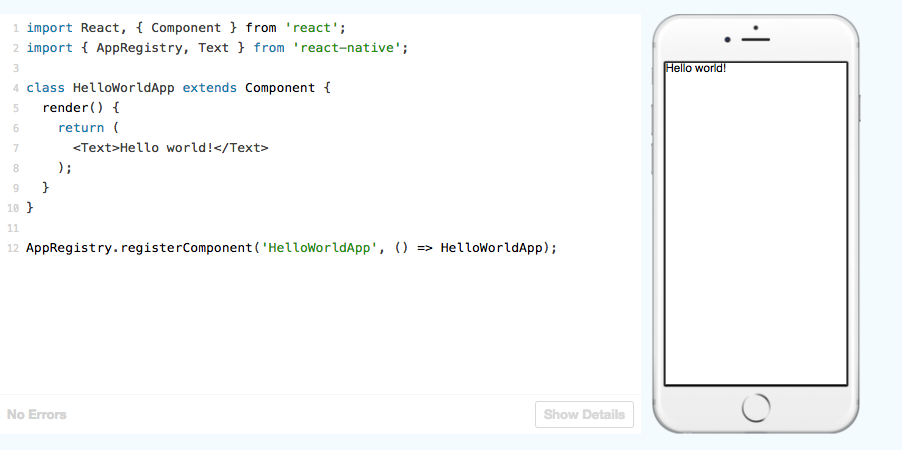 1 import React, { Component } from 'react';
2 import { AppRegistry, Text } from 'react-native';
3
4 class HelloWorldApp extends Component {
5   render() {
6     return (
7       <Text>Hello world!</Text>
8     );
9   }
10 }
11
12 AppRegistry.registerComponent('HelloWorldApp', () => HelloWorldApp);
No Errors
Show Details
Hello world!